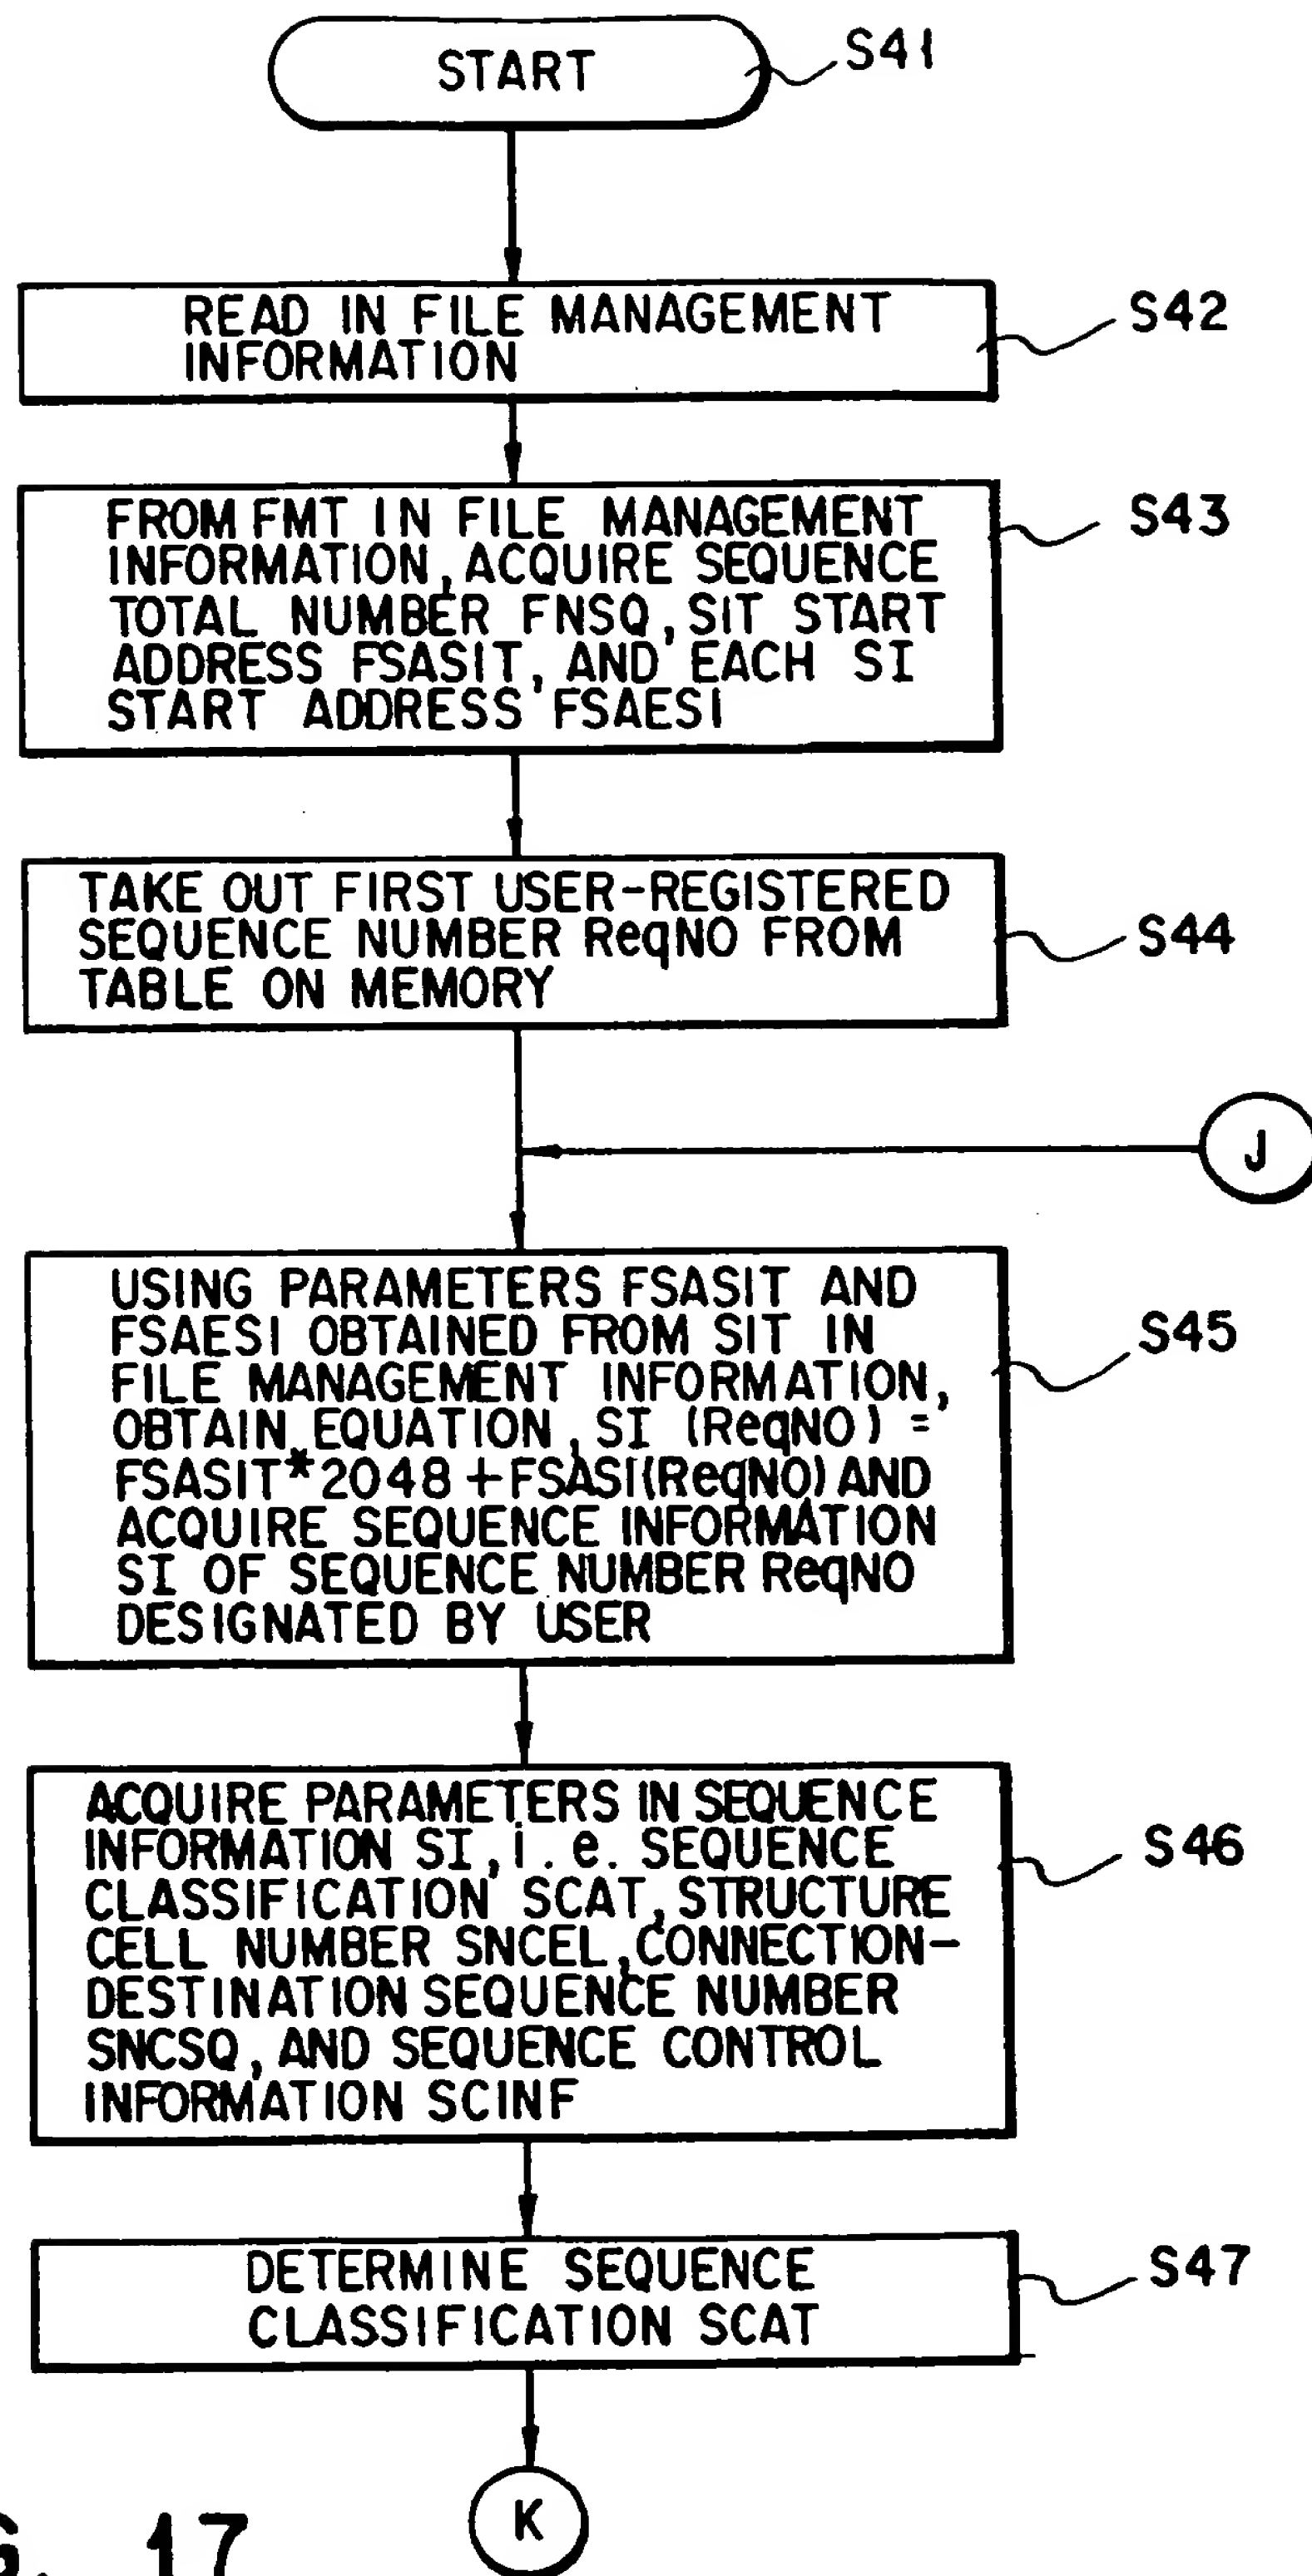 START
S41
READ IN FILE MANAGEMENT
INFORMATION
S42
FROM FMT IN FILE MANAGEMENT
INFORMATION, ACQUIRE SEQUENCE
TOTAL NUMBER FNSQ, SIT START
ADDRESS FSASIT, AND EACH SI
START ADDRESS FSAESI
S43
TAKE OUT FIRST USER-REGISTERED
SEQUENCE NUMBER ReqNO FROM
TABLE ON MEMORY
S44
J
USING PARAMETERS FSASIT AND
FSAESI OBTAINED FROM SIT IN
FILE MANAGEMENT INFORMATION,
OBTAIN EQUATION, SI (ReqNO) =
FSASIT*2048+FSASI(ReqNO) AND
ACQUIRE SEQUENCE INFORMATION
SI OF SEQUENCE NUMBER ReqNO
DESIGNATED BY USER
S45
ACQUIRE PARAMETERS IN SEQUENCE
INFORMATION SI, i.e. SEQUENCE
CLASSIFICATION SCAT, STRUCTURE
CELL NUMBER SNCEL, CONNECTION-
DESTINATION SEQUENCE NUMBER
SNCSQ, AND SEQUENCE CONTROL
INFORMATION SCINF
S46
DETERMINE SEQUENCE
CLASSIFICATION SCAT
S47
K
G. 17